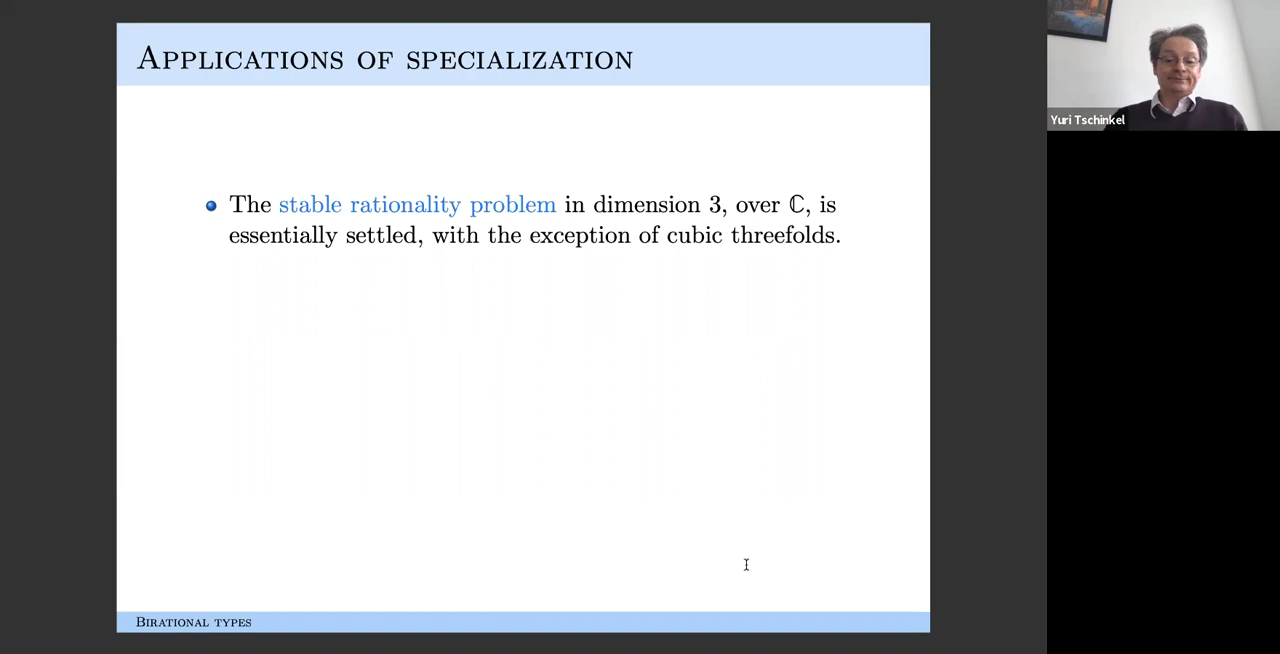 Applications of specialization
The stable rationality problem in dimension 3, over ℂ, is
essentially settled, with the exception of cubic threefolds.
Birational types
Yuri Tschinkel